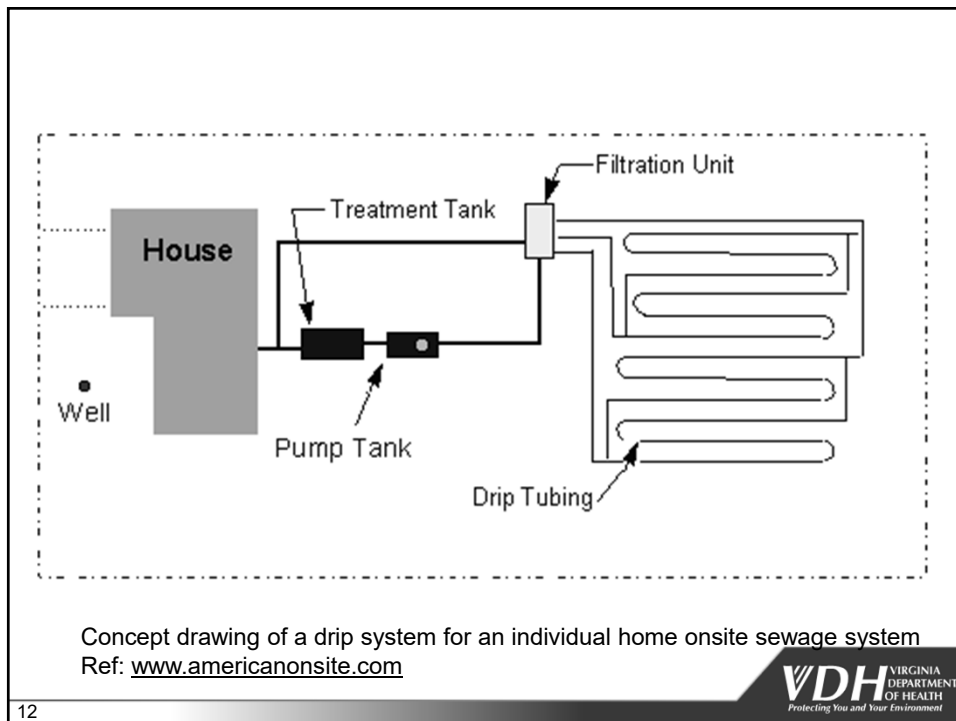 Filtration Unit
Treatment Tank
House
Well
Pump Tank
Drip Tubing
Concept drawing of a drip system for an individual home onsite sewage system
Ref: www.americanonsite.com
VDH VIRGINIA
DEPARTMENT
OF HEALTH
Protecting You and Your Environment
12